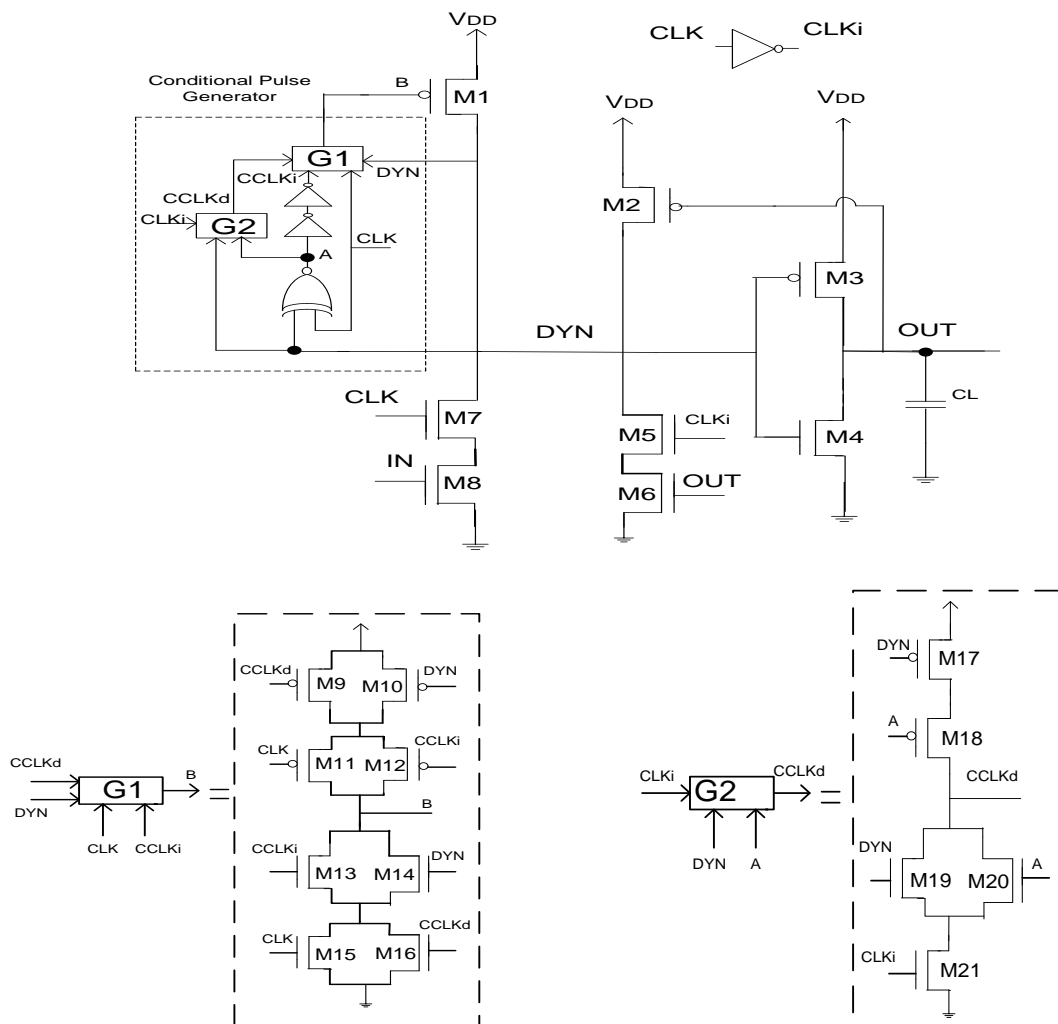 VDD
CLK
CLKi
Conditional Pulse
Generator
B
M1
VDD
VDD
G1
DYN
CCLKi
CCLKd
CLKi
G2
M2
CLK
A
M3
DYN
OUT
CLK
M7
M5
CLKi
M4
CL
IN
M8
M6
OUT
CCLKd
M9
M10
DYN
CLK
M11
M12
CCLKi
B
CCLKd
G1
B
DYN
CLK
CCLKi
CCLKi
M13
M14
DYN
CLK
M15
M16
CCLKd
DYN
M17
A
M18
CCLKd
CLKi
G2
CCLKd
DYN
A
DYN
M19
M20
A
CLKi
M21